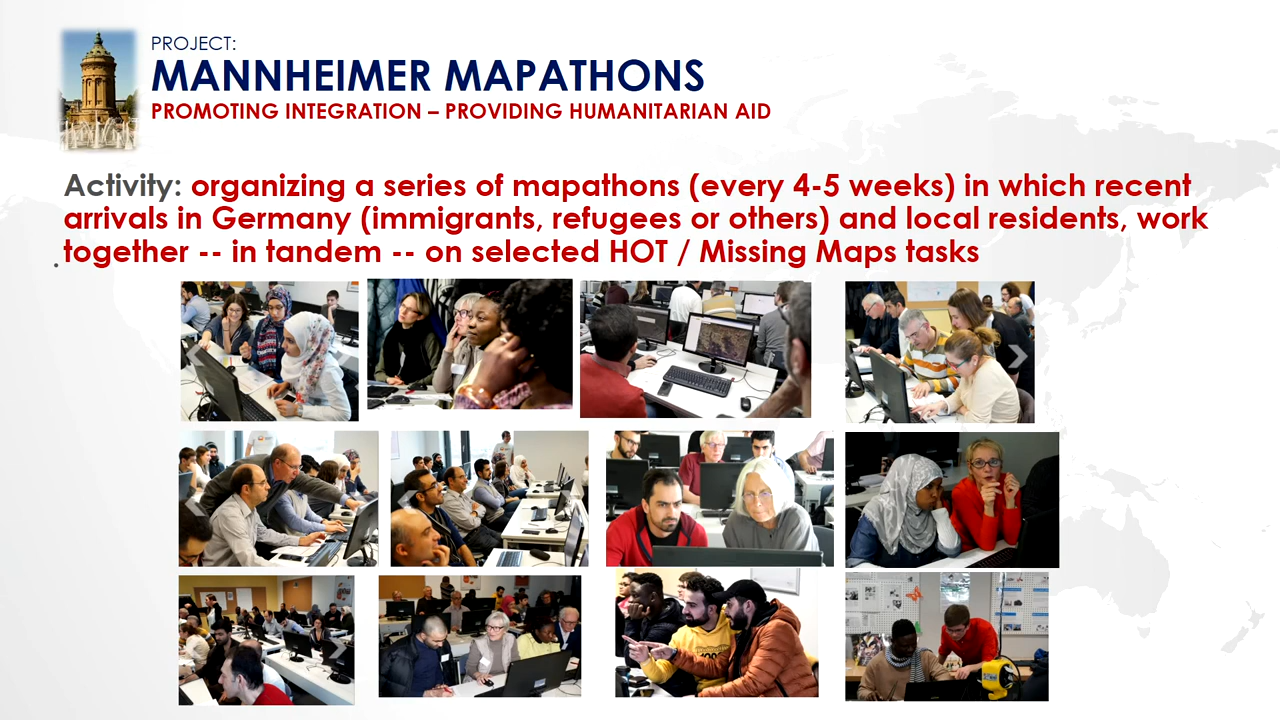 PROJECT:
MANNHEIMER MAPATHONS
PROMOTING INTEGRATION – PROVIDING HUMANITARIAN AID
Activity: organizing a series of mapathons (every 4-5 weeks) in which recent
arrivals in Germany (immigrants, refugees or others) and local residents, work
together -- in tandem -- on selected HOT / Missing Maps tasks